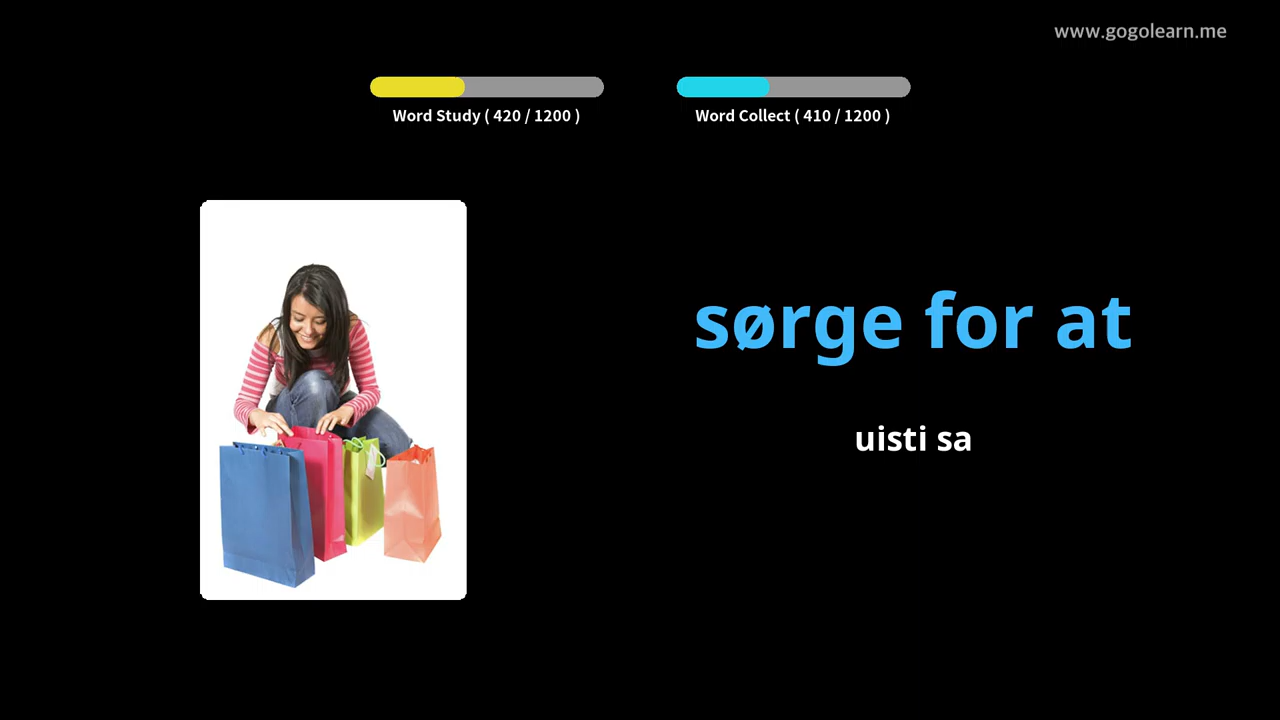 www.gogolearn.me
Word Study ( 420 / 1200 )
Word Collect ( 410 / 1200 )
sørge for at
uisti sa